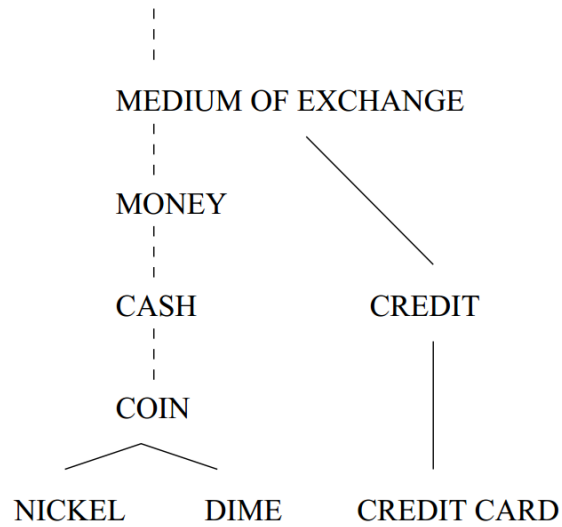 MEDIUM OF EXCHANGE
MONEY
CASH CREDIT
COIN
NICKEL DIME CREDIT CARD